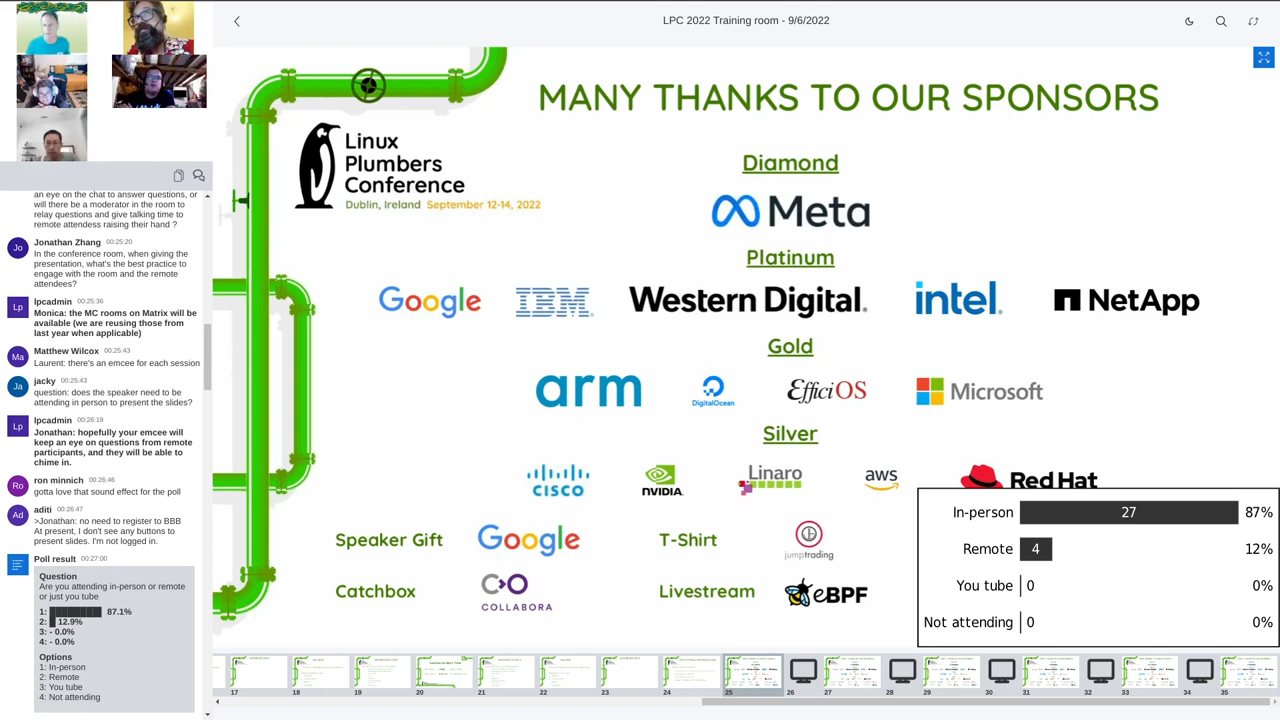 LPC 2022 Training room - 9/6/2022
an eye on the chat to answer questions, or
will there be a moderator in the room to
relay questions and give talking time to
remote attendess raising their hand ?
Jo
Jonathan Zhang 00:25:20
In the conference room, when giving the
presentation, what's the best practice to
engage with the room and the remote
attendees?
Lp
lpcadmin 00:25:36
Monica: the MC rooms on Matrix will be
available (we are reusing those from
last year when applicable)
Ma
Matthew Wilcox 00:25:43
Laurent: there's an emcee for each session
Ja
jacky 00:25:43
question: does the speaker need to be
attending in person to present the slides?
Lp
lpcadmin 00:26:19
Jonathan: hopefully your emcee will
keep an eye on questions from remote
participants, and they will be able to
chime in.
Ro
ron minnich 00:26:46
gotta love that sound effect for the poll
Ad
aditi 00:26:47
>Jonathan: no need to register to BBB
At present, I don't see any buttons to
present slides. I'm not logged in.
Poll result 00:27:00
Question
Are you attending in-person or remote
or just you tube
1: 87.1%
2: 12.9%
3: - 0.0%
4: - 0.0%
Options
1: In-person
2: Remote
3: You tube
4: Not attending
MANY THANKS TO OUR SPONSORS
Linux
Plumbers
Conference
Dublin, Ireland September 12-14, 2022
Diamond
Meta
Platinum
Google IBM Western Digital. intel. NetApp
Gold
arm DigitalOcean EfficiOS Microsoft
Silver
CISCO NVIDIA. Linaro aws Red Hat
Speaker Gift Google T-Shirt jumptrading
Catchbox COLLABORA Livestream eBPF
In-person 27 87%
Remote 4 12%
You tube 0 0%
Not attending 0 0%
17 18 19 20 21 22 23 24 25 26 27 28 29 30 31 32 33 34 35